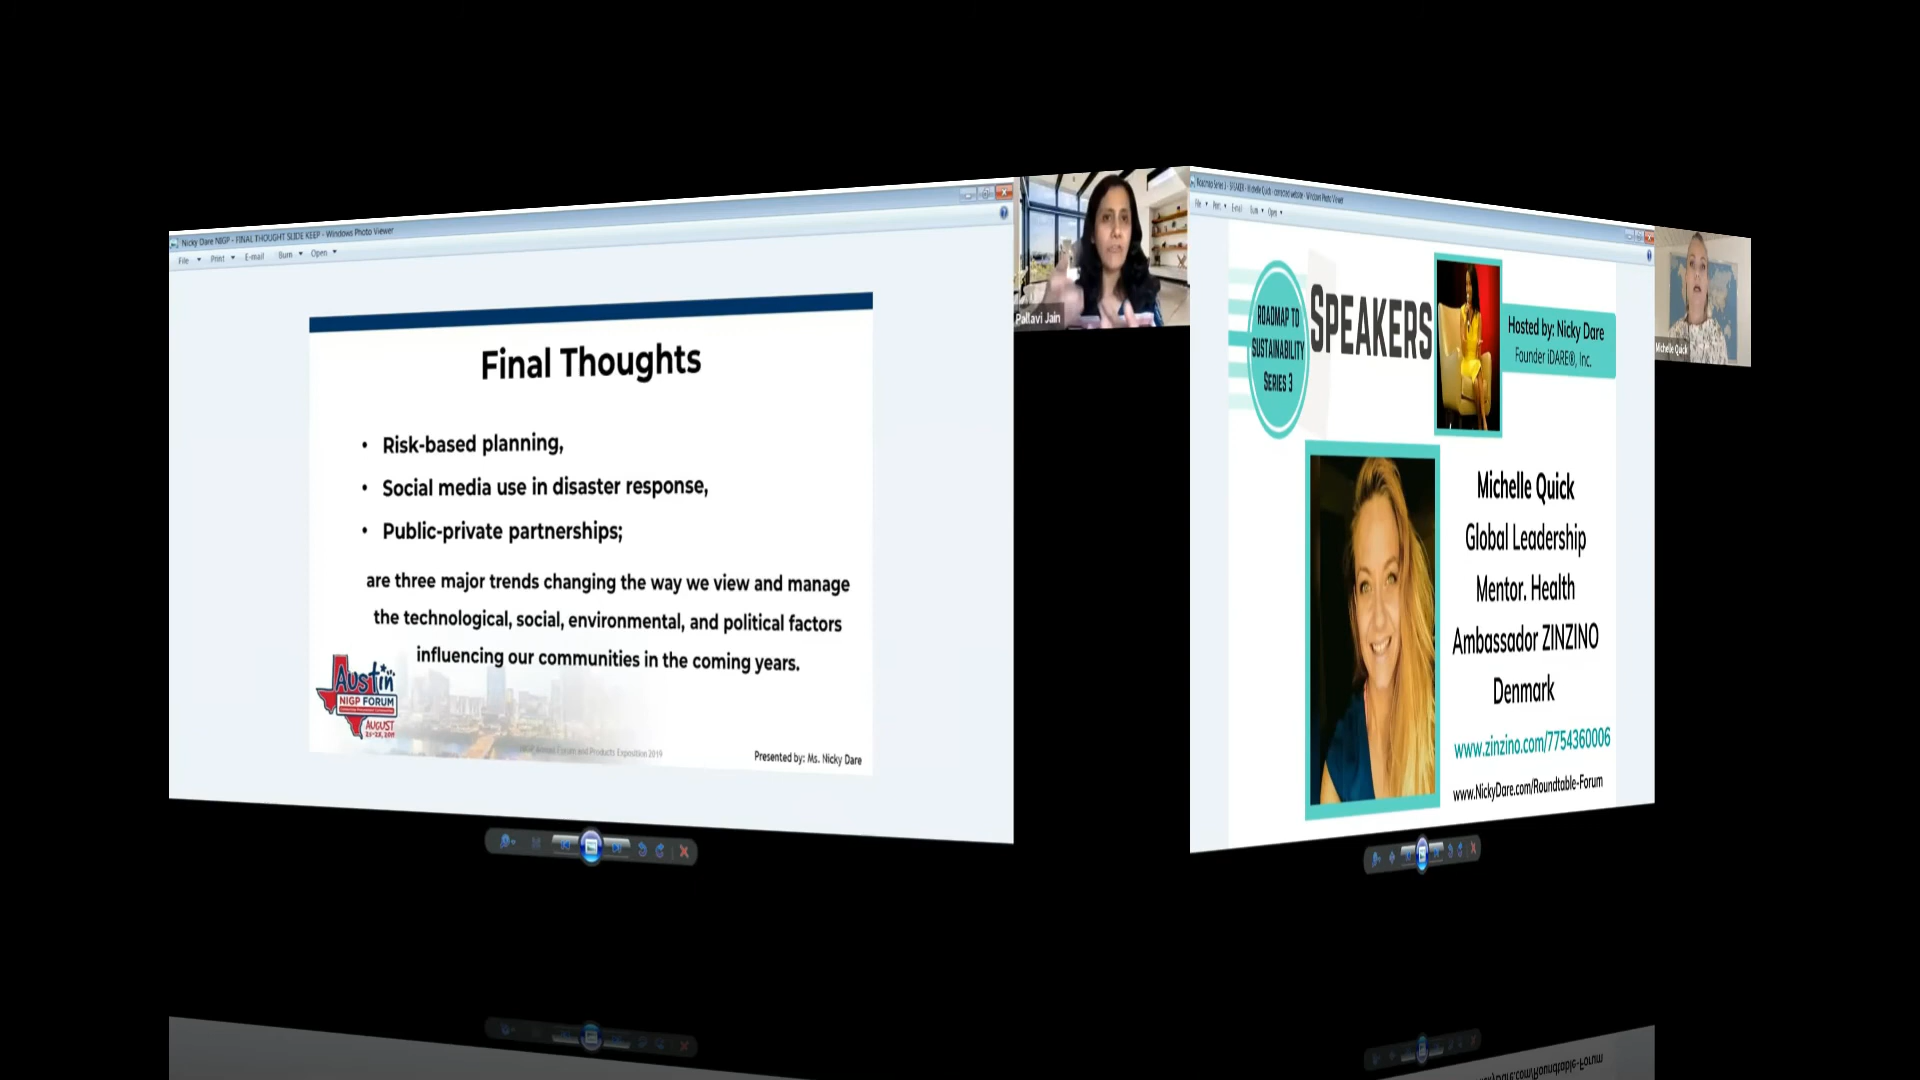 Nicky Dare NIGP - FINAL THOUGHT SLIDE KEEP - Windows Photo Viewer
File Print E-mail Burn Open
Final Thoughts
• Risk-based planning,
• Social media use in disaster response,
• Public-private partnerships;
are three major trends changing the way we view and manage
the technological, social, environmental, and political factors
influencing our communities in the coming years.
Austin
NIGP FORUM
AUGUST
NIGP Annual Forum and Products Exposition 2019
Presented by: Ms. Nicky Dare
Pallavi Jain
Roadmap Series 3 - SPEAKER - Michelle Quick - corrected website - Windows Photo Viewer
File Print E-mail Burn Open
ROADMAP TO
SUSTAINABILITY
SERIES 3
SPEAKERS
Hosted by: Nicky Dare
Founder iDARE®, Inc.
Michelle Quick
Global Leadership
Mentor. Health
Ambassador ZINZINO
Denmark
www.zinzino.com/7754360006
www.NickyDare.com/Roundtable-Forum
Michelle Quick